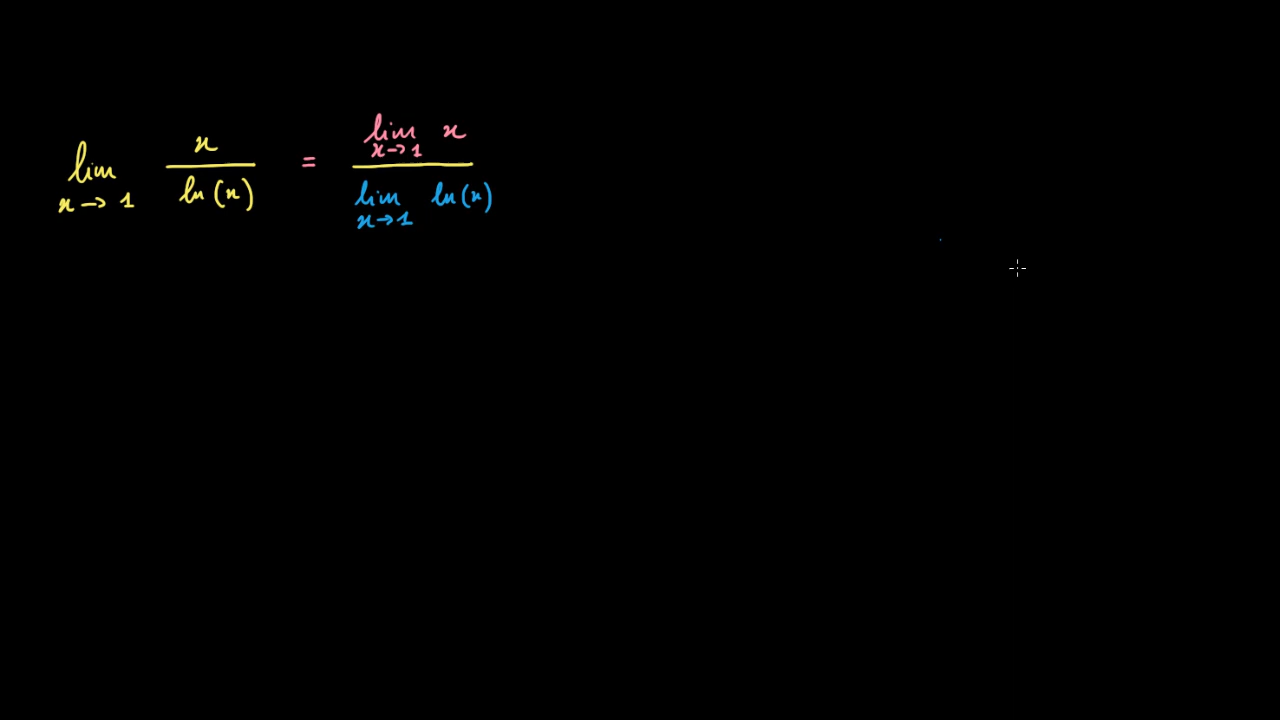 lim x→1 x / ln(x) = lim x→1 x / lim x→1 ln(x)